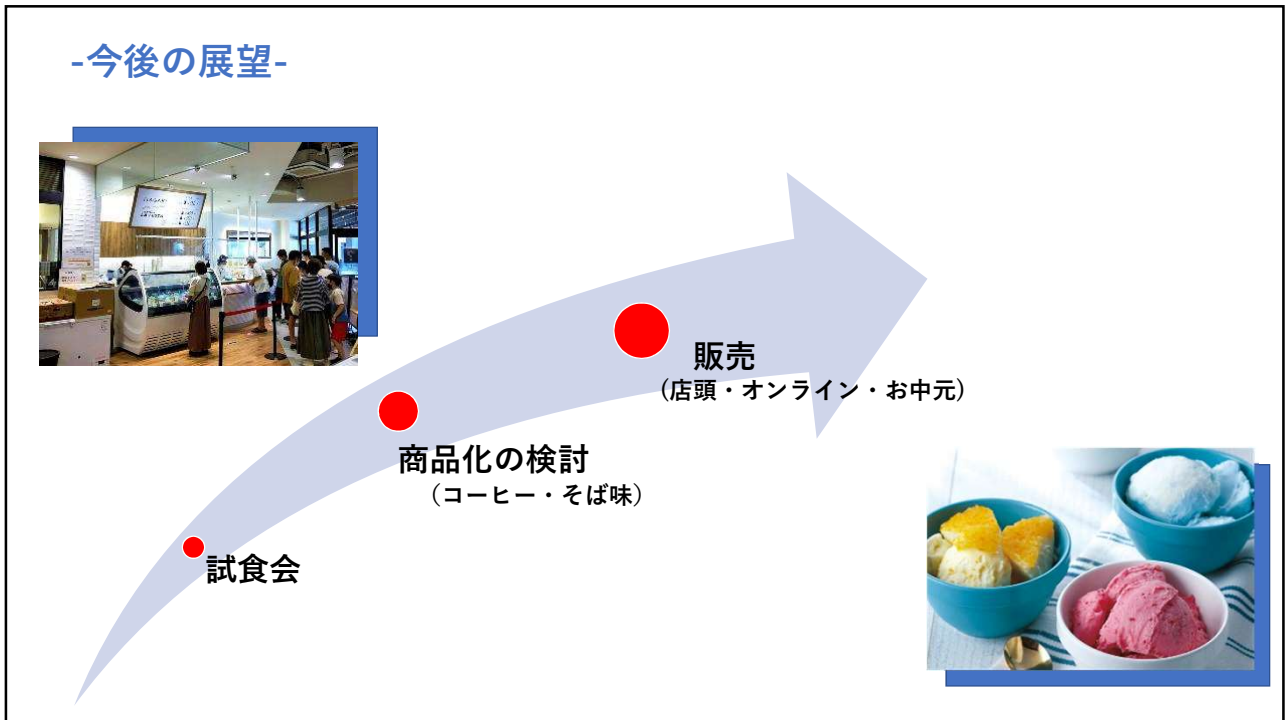 -今後の展望-
販売
(店頭・オンライン・お中元)
商品化の検討
（コーヒー・そば味）
試食会